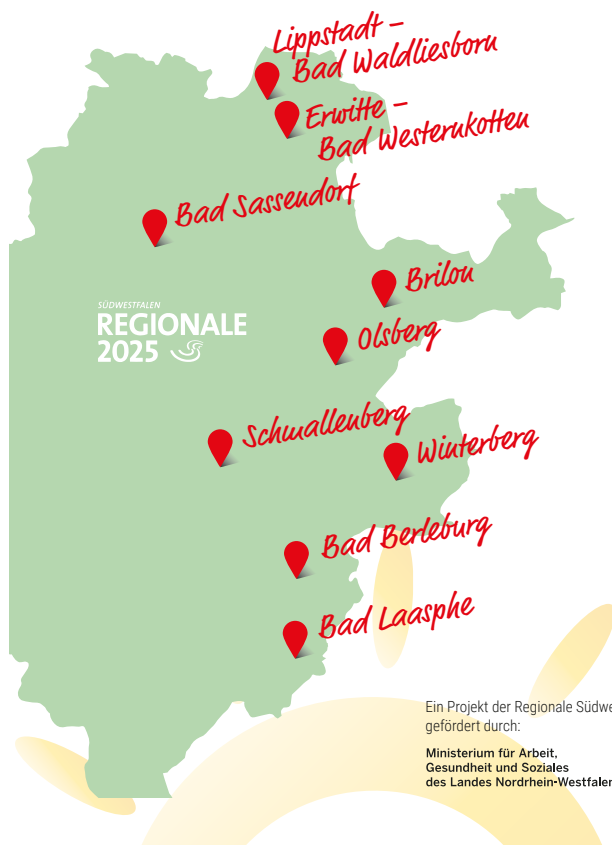 Lippstadt –
Bad Waldliesborn
Erwitte –
Bad Westernkotten
Bad Sassendorf
Brilon
SÜDWESTFALEN
REGIONALE
2025
Olsberg
Schmallenberg
Winterberg
Bad Berleburg
Bad Laasphe
Ein Projekt der Regionale Südwe
gefördert durch:
Ministerium für Arbeit,
Gesundheit und Soziales
des Landes Nordrhein-Westfalen